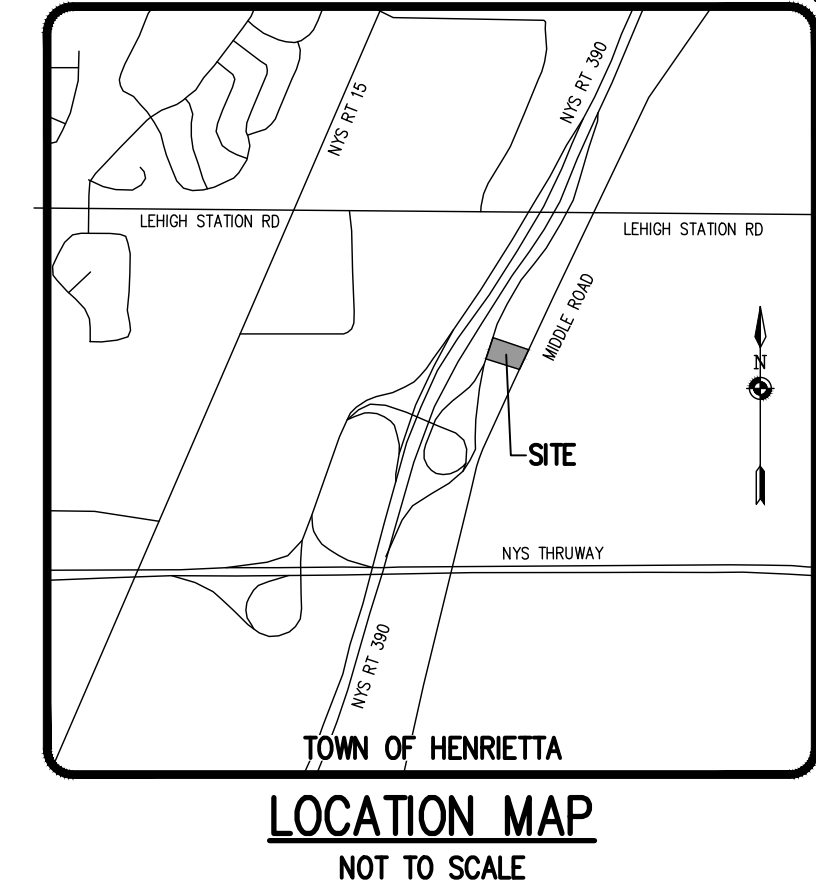 NYS RT 390
NYS RT 15
LEHIGH STATION RD
LEHIGH STATION RD
MIDDLE ROAD
N
SITE
NYS THRUWAY
NYS RT 390
TOWN OF HENRIETTA
LOCATION MAP
NOT TO SCALE